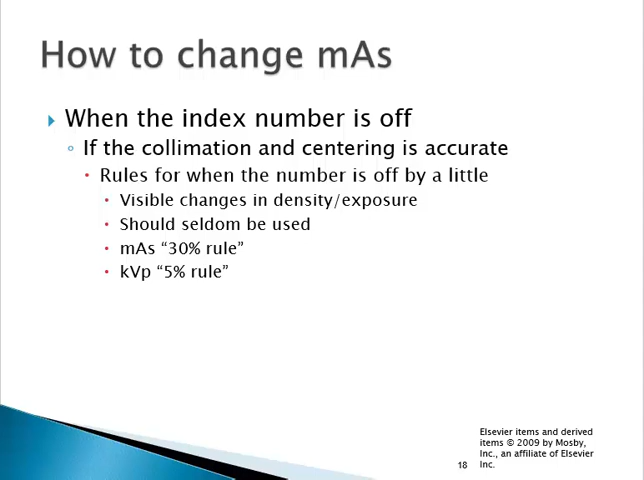 How to change mAs
When the index number is off
If the collimation and centering is accurate
Rules for when the number is off by a little
Visible changes in density/exposure
Should seldom be used
mAs “30% rule”
kVp “5% rule”
Elsevier items and derived
items © 2009 by Mosby,
Inc., an affiliate of Elsevier
Inc.
18